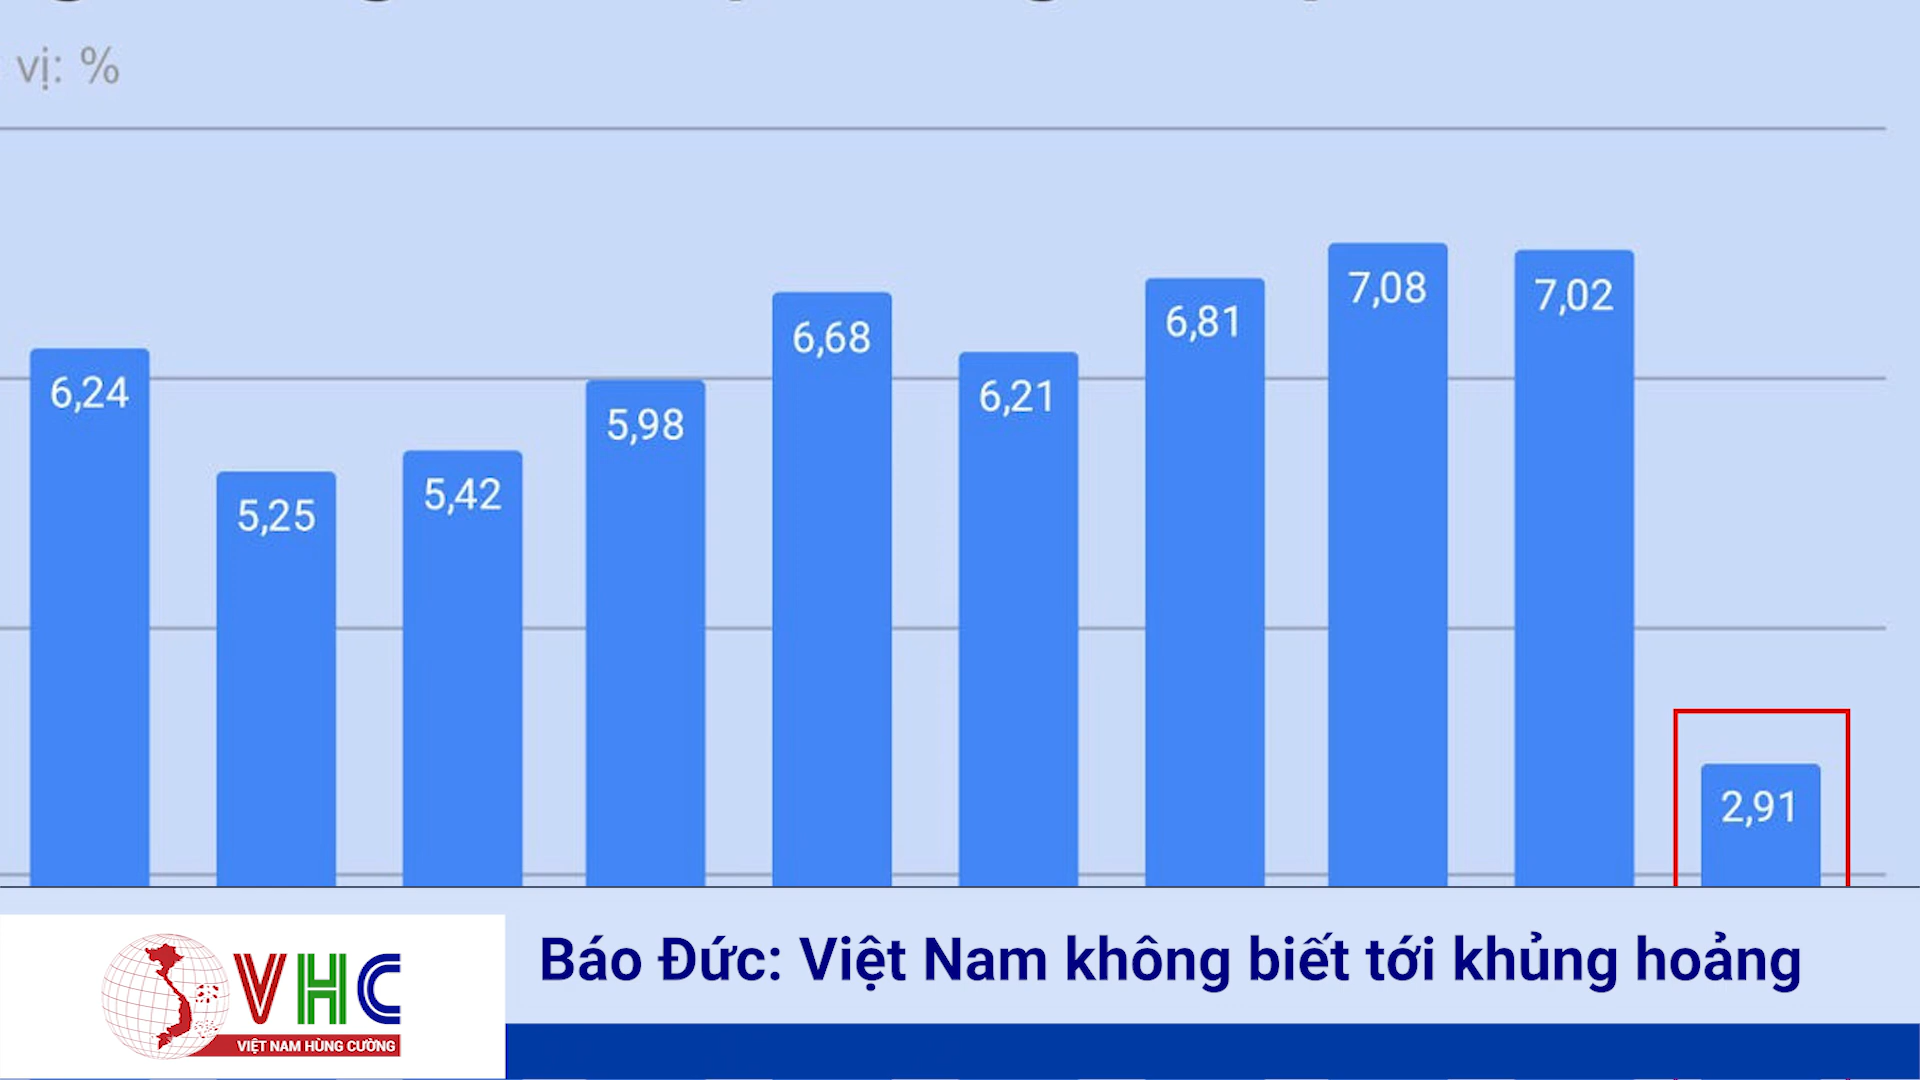 vị: %
6,24
5,25
5,42
5,98
6,68
6,21
6,81
7,08
7,02
2,91
VHC
VIỆT NAM HÙNG CƯỜNG
Báo Đức: Việt Nam không biết tới khủng hoảng